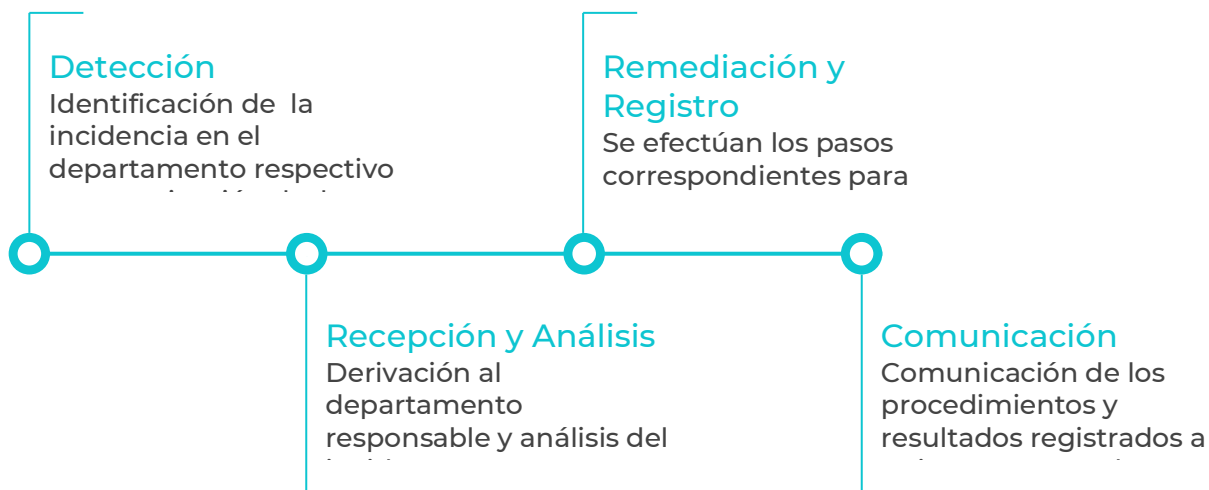 Detección
Identificación de la
incidencia en el
departamento respectivo
Remediación y
Registro
Se efectúan los pasos
correspondientes para
Recepción y Análisis
Derivación al
departamento
responsable y análisis del
Comunicación
Comunicación de los
procedimientos y
resultados registrados a